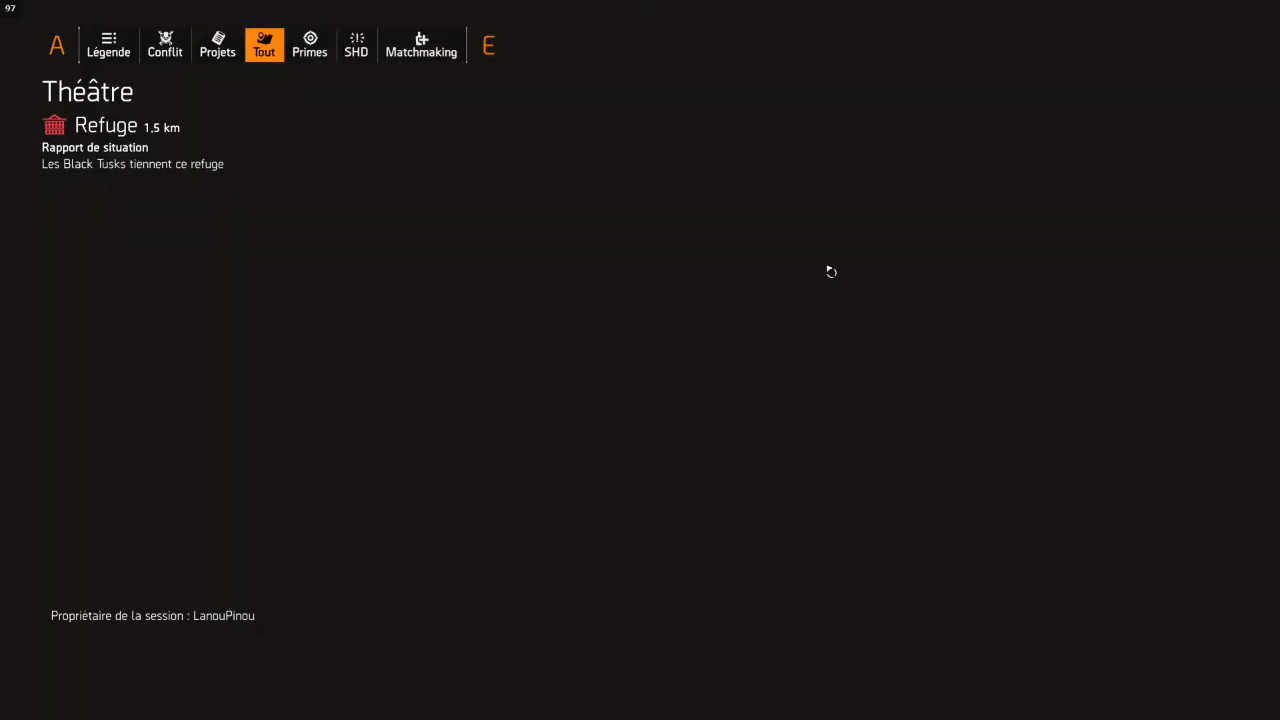 97
A Légende Conflit Projets Tout Primes SHD Matchmaking E
Théâtre
Refuge 1,5 km
Rapport de situation
Les Black Tusks tiennent ce refuge
Propriétaire de la session : LanouPinou